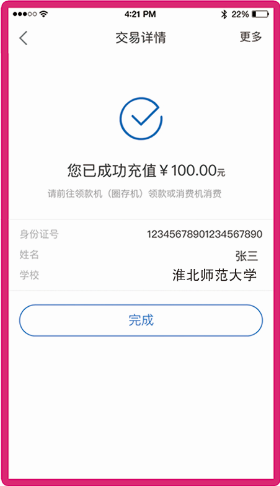 4:21 PM 22%
交易详情 更多
您已成功充值￥100.00元
请前往领款机（圈存机）领款或消费机消费
身份证号 12345678901234567890
姓名 张三
学校 淮北师范大学
完成